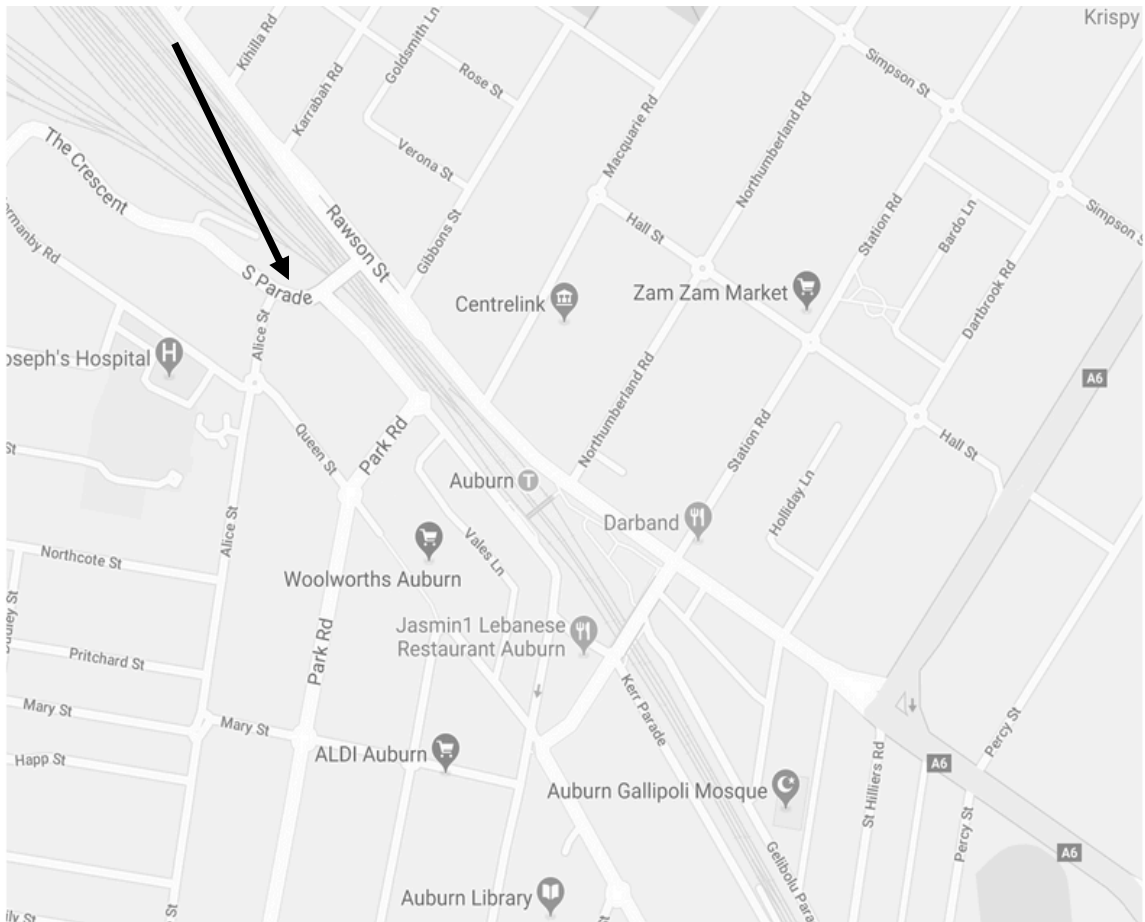 Krispy
Kihilla Rd
Goldsmith Ln
Karrabah Rd
Rose St
Simpson St
Macquarie Rd
Northumberland Rd
The Crescent
Verona St
Rawson St
Gibbons St
Hall St
Station Rd
Bardo Ln
Simpson
S Parade
Centrelink
Zam Zam Market
Dartbrook Rd
Alice St
Hospital
H
A6
Northumberland Rd
Park Rd
Queen St
Station Rd
Hall St
Auburn T
Holliday Ln
Alice St
Darband
Vales Ln
Northcote St
Woolworths Auburn
Jasmin1 Lebanese
Restaurant Auburn
Pritchard St
Park Rd
Kerr Parade
Mary St
Mary St
Percy St
Happ St
ALDI Auburn
A6
St Hilliers Rd
Auburn Gallipoli Mosque
Percy St
A6
Gelibolu
Auburn Library
St